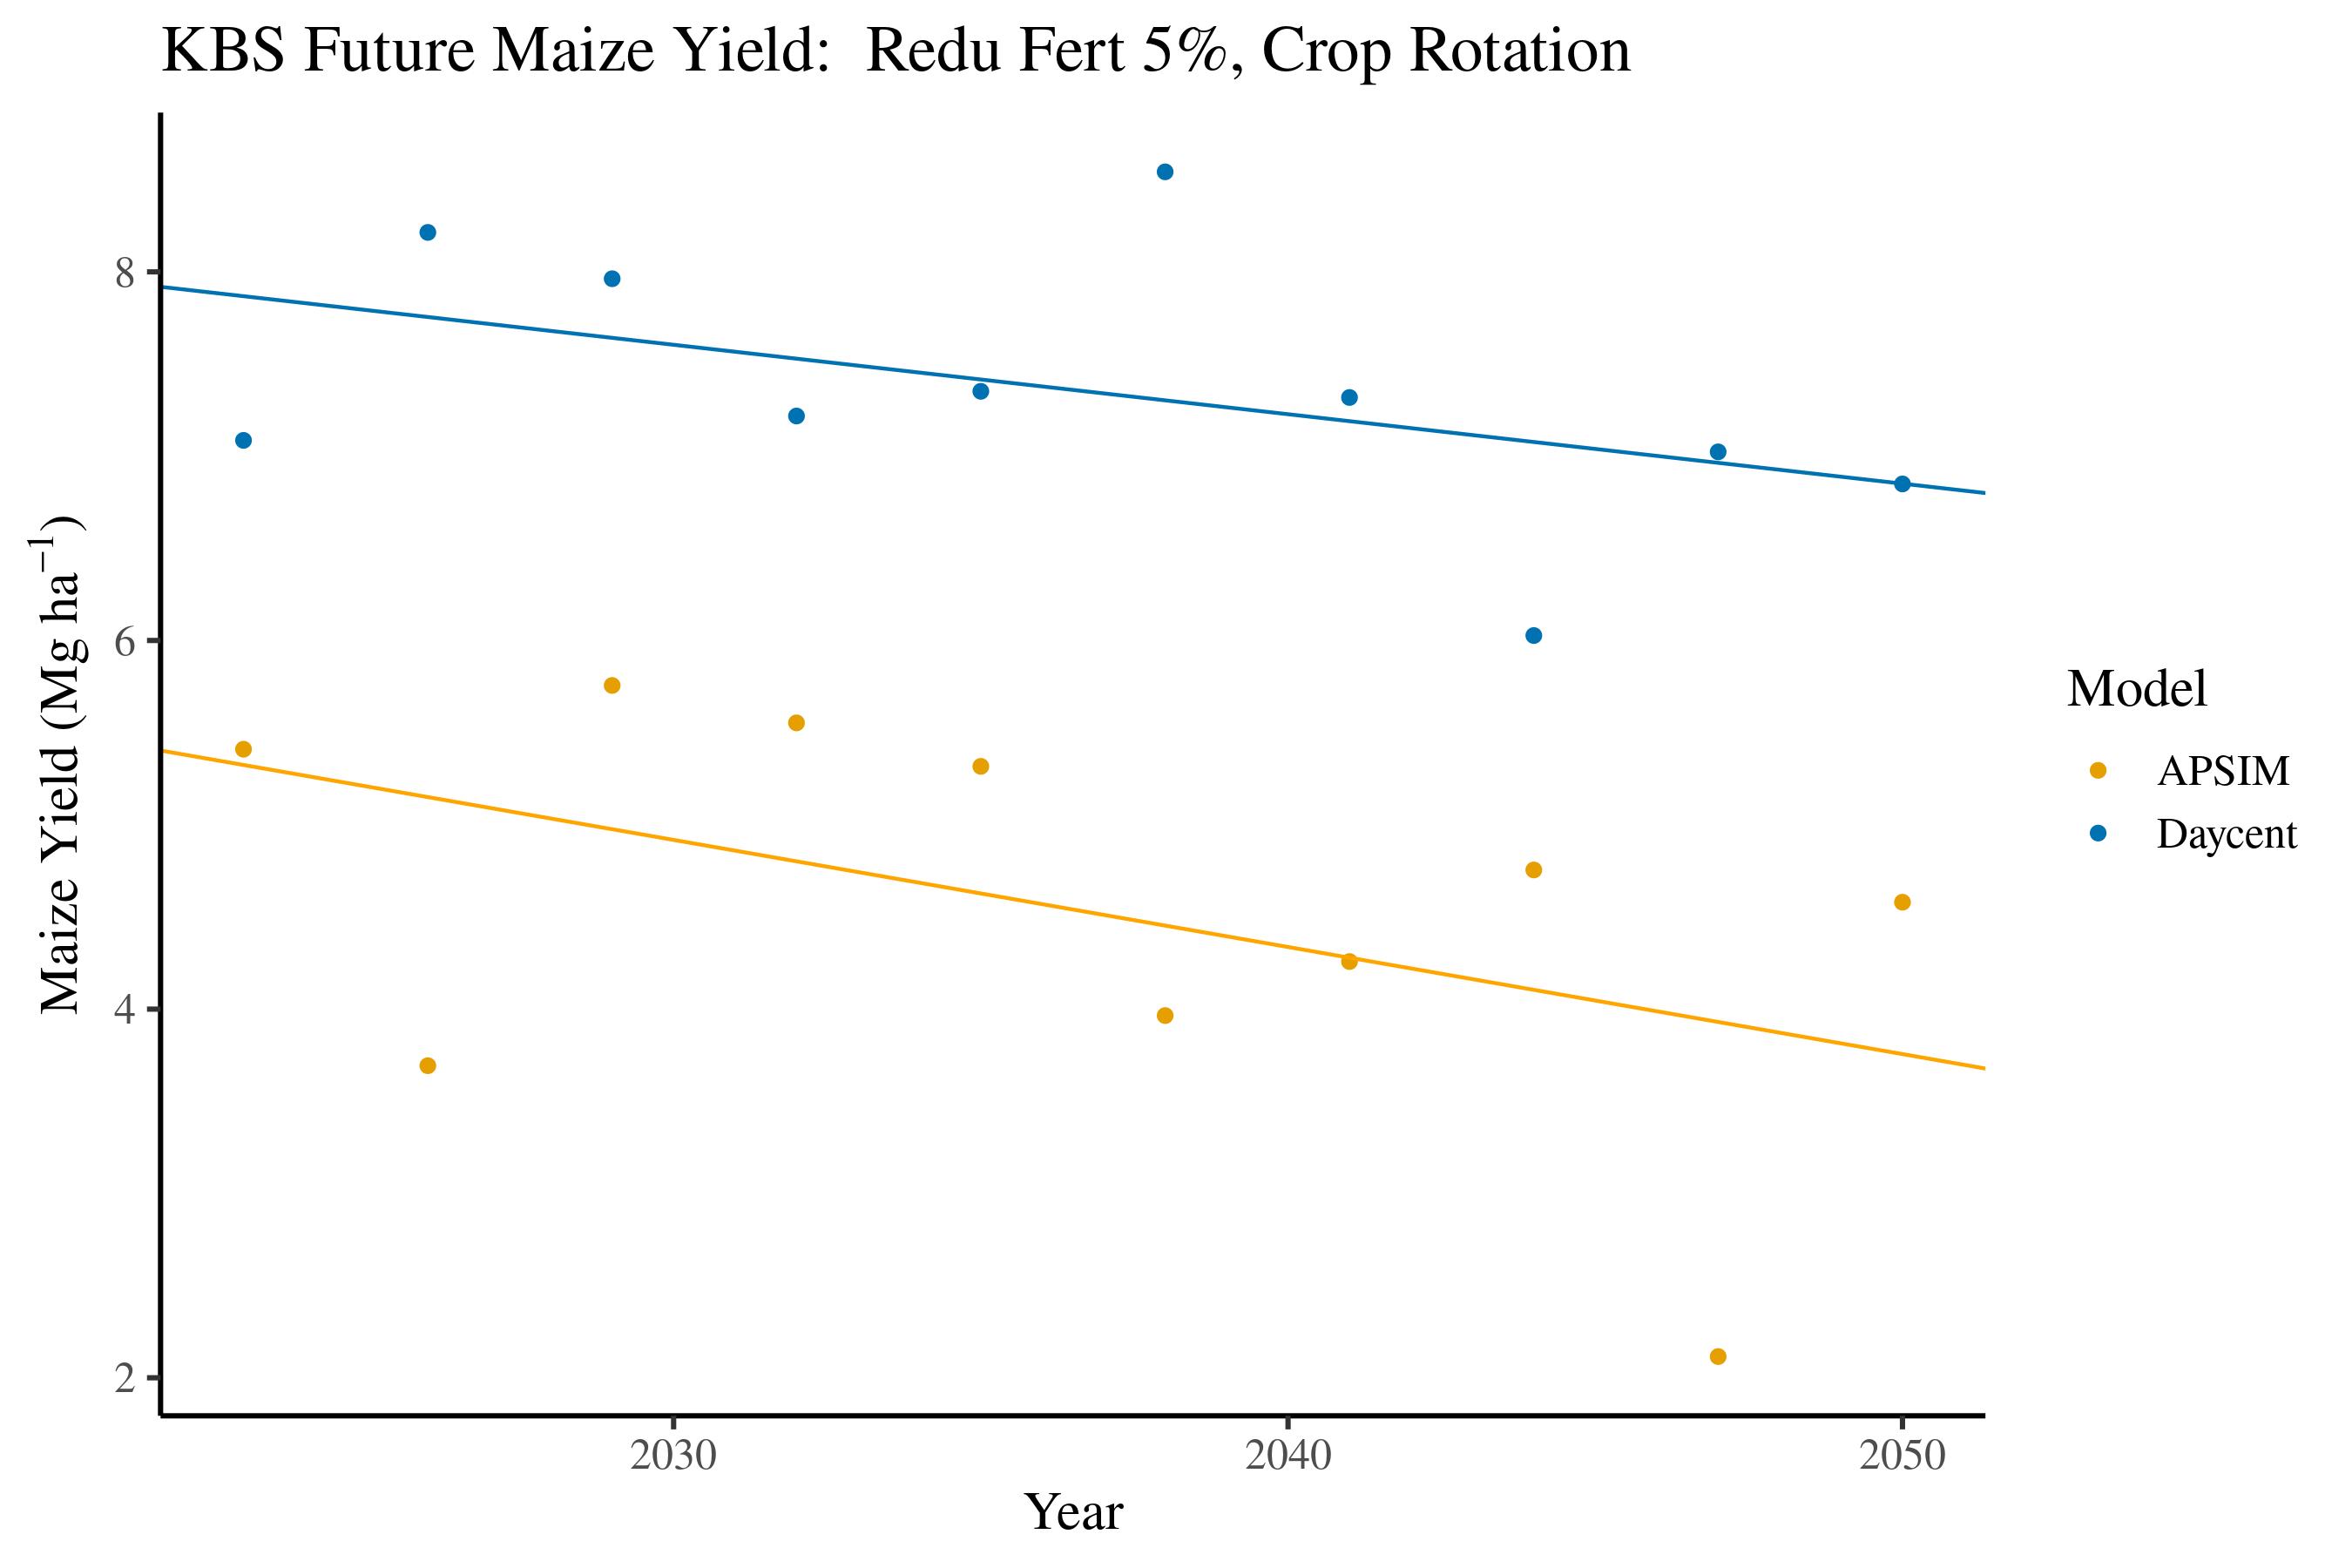 KBS Future Maize Yield:  Redu Fert 5%, Crop Rotation
Maize Yield (Mg ha⁻¹)
8
6
4
2
2030 2040 2050
Year
Model
APSIM
Daycent